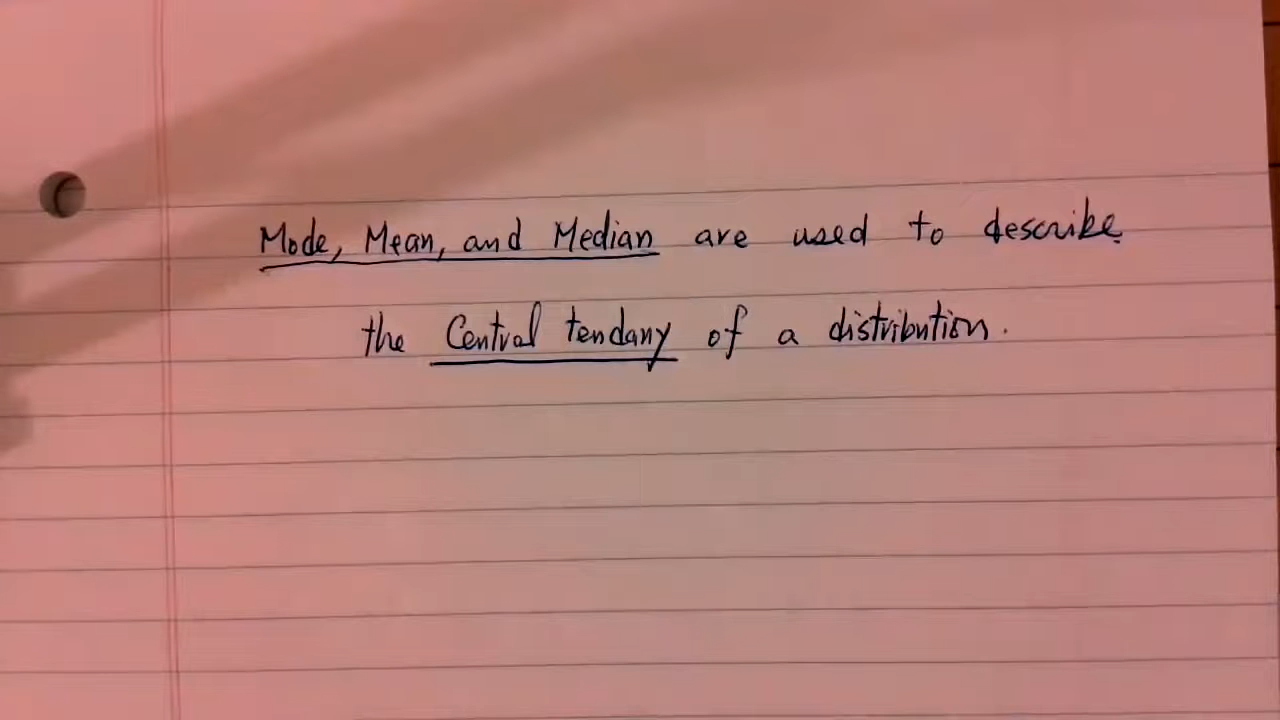 Mode, Mean, and Median are used to describe
the Central tendany of a distribution.